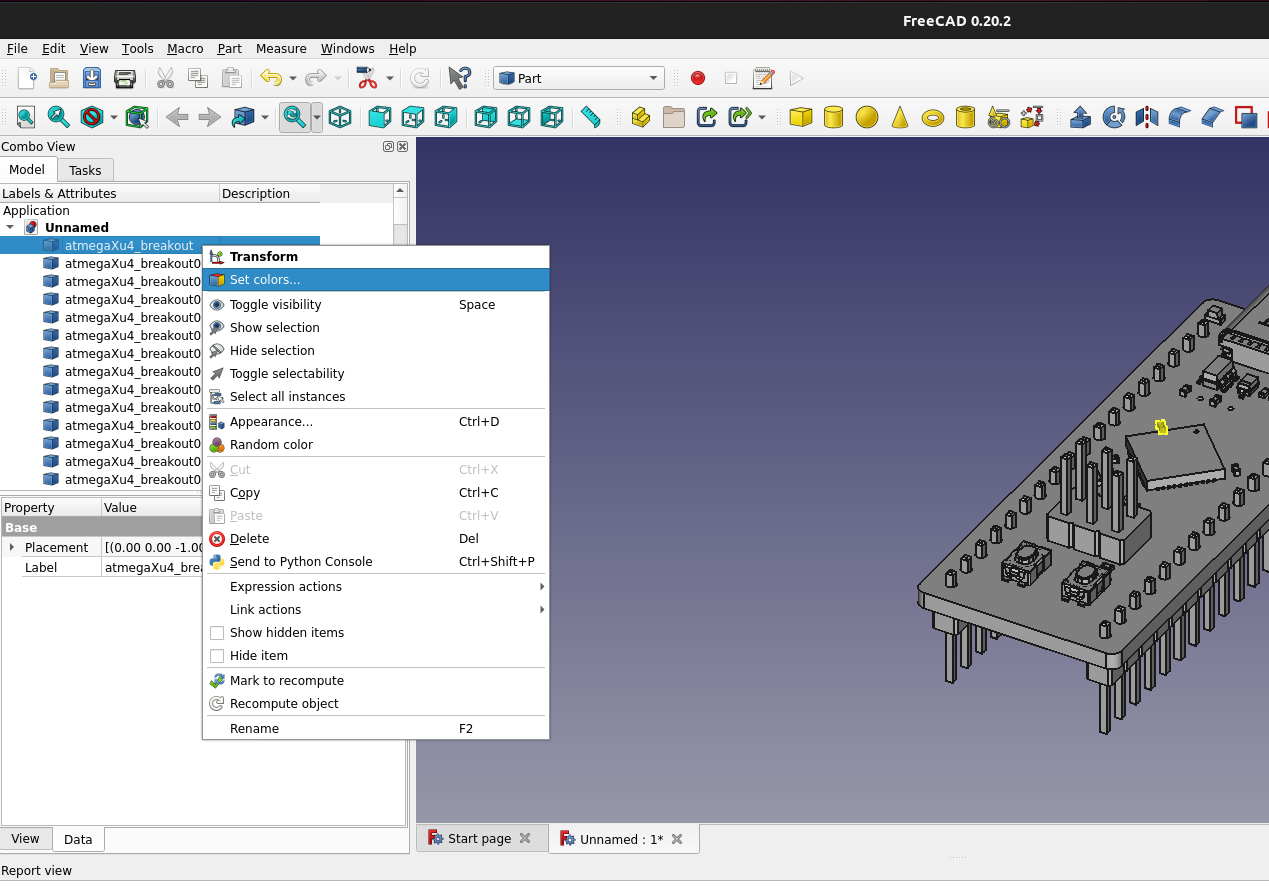 FreeCAD 0.20.2
File Edit View Tools Macro Part Measure Windows Help
Part
Combo View
Model Tasks
Labels & Attributes Description
Application
Unnamed
atmegaXu4_breakout
atmegaXu4_breakout0
atmegaXu4_breakout0
atmegaXu4_breakout0
atmegaXu4_breakout0
atmegaXu4_breakout0
atmegaXu4_breakout0
atmegaXu4_breakout0
atmegaXu4_breakout0
atmegaXu4_breakout0
atmegaXu4_breakout0
atmegaXu4_breakout0
atmegaXu4_breakout0
atmegaXu4_breakout0
Transform
Set colors...
Toggle visibility Space
Show selection
Hide selection
Toggle selectability
Select all instances
Appearance... Ctrl+D
Random color
Cut Ctrl+X
Copy Ctrl+C
Paste Ctrl+V
Delete Del
Send to Python Console Ctrl+Shift+P
Expression actions
Link actions
Show hidden items
Hide item
Mark to recompute
Recompute object
Rename F2
Property Value
Base
Placement [(0.00 0.00 -1.00
Label atmegaXu4_brea
View Data
Start page Unnamed : 1*
Report view